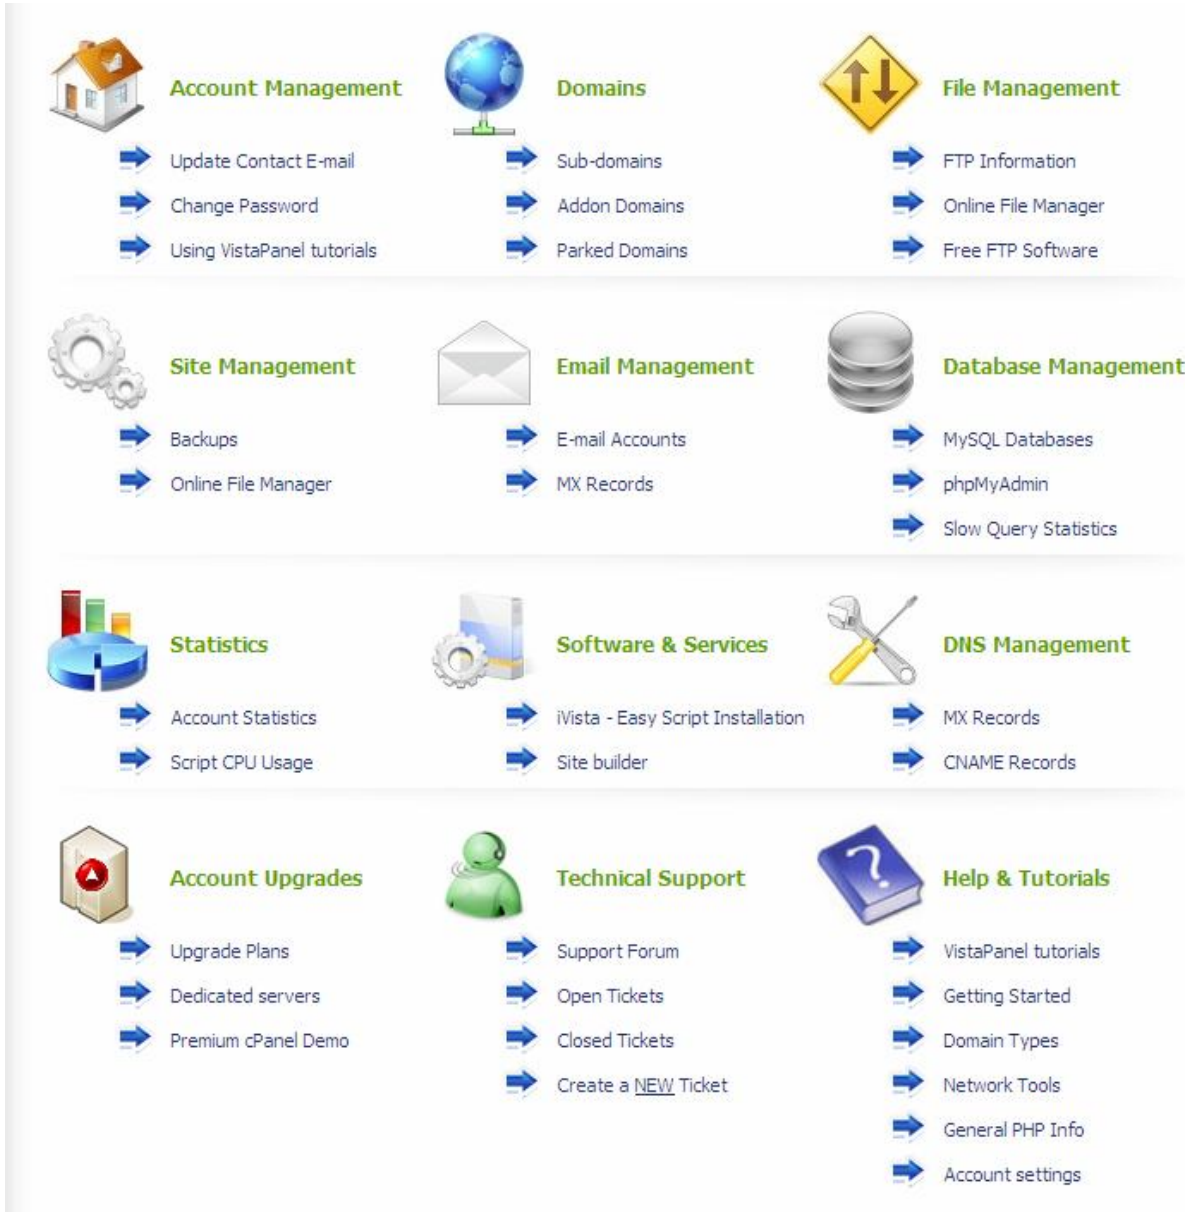 Account Management
Update Contact E-mail
Change Password
Using VistaPanel tutorials
Domains
Sub-domains
Addon Domains
Parked Domains
File Management
FTP Information
Online File Manager
Free FTP Software
Site Management
Backups
Online File Manager
Email Management
E-mail Accounts
MX Records
Database Management
MySQL Databases
phpMyAdmin
Slow Query Statistics
Statistics
Account Statistics
Script CPU Usage
Software & Services
iVista - Easy Script Installation
Site builder
DNS Management
MX Records
CNAME Records
Account Upgrades
Upgrade Plans
Dedicated servers
Premium cPanel Demo
Technical Support
Support Forum
Open Tickets
Closed Tickets
Create a NEW Ticket
Help & Tutorials
VistaPanel tutorials
Getting Started
Domain Types
Network Tools
General PHP Info
Account settings